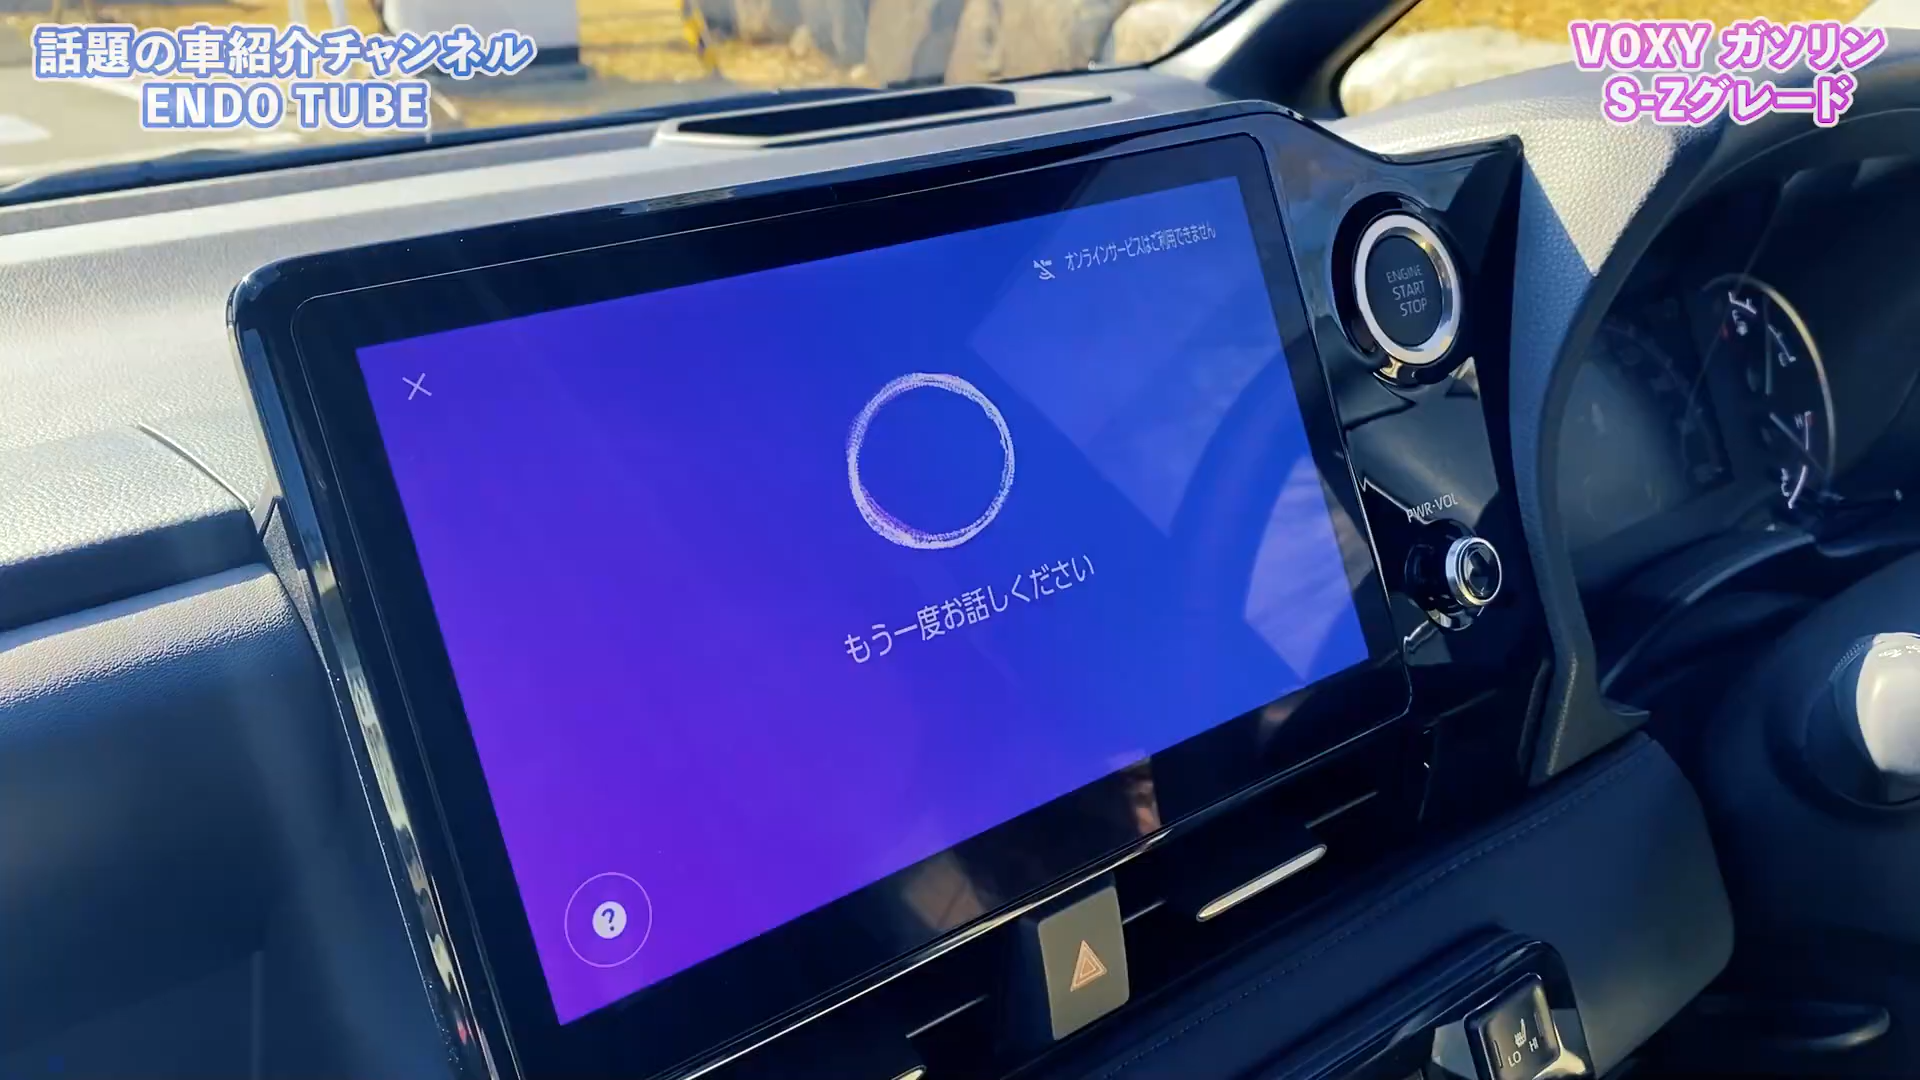 話題の車紹介チャンネル
ENDO TUBE
VOXY ガソリン
S-Zグレード
オンラインサービスはご利用できません
もう一度お話しください
?
ENGINE
START
STOP
PWR・VOL
H
LO HI